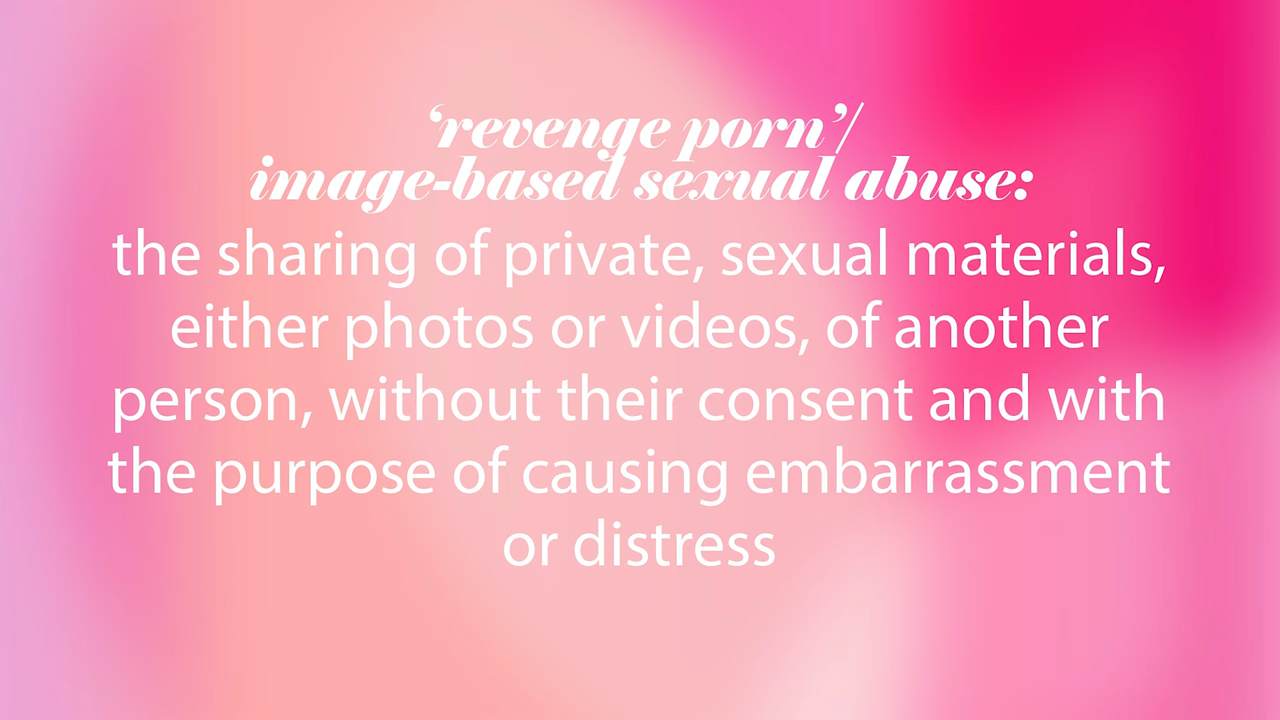 ‘revenge porn’/
image-based sexual abuse:
the sharing of private, sexual materials,
either photos or videos, of another
person, without their consent and with
the purpose of causing embarrassment
or distress